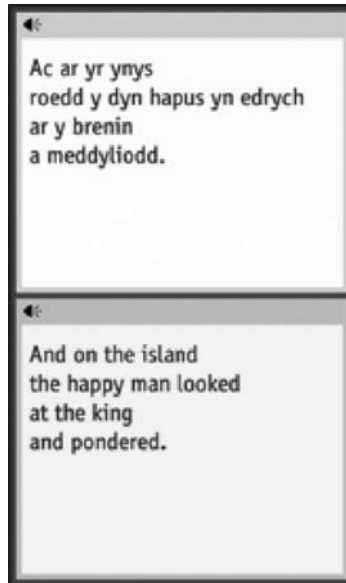 Ac ar yr ynys
roedd y dyn hapus yn edrych
ar y brenin
a meddyliodd.
And on the island
the happy man looked
at the king
and pondered.